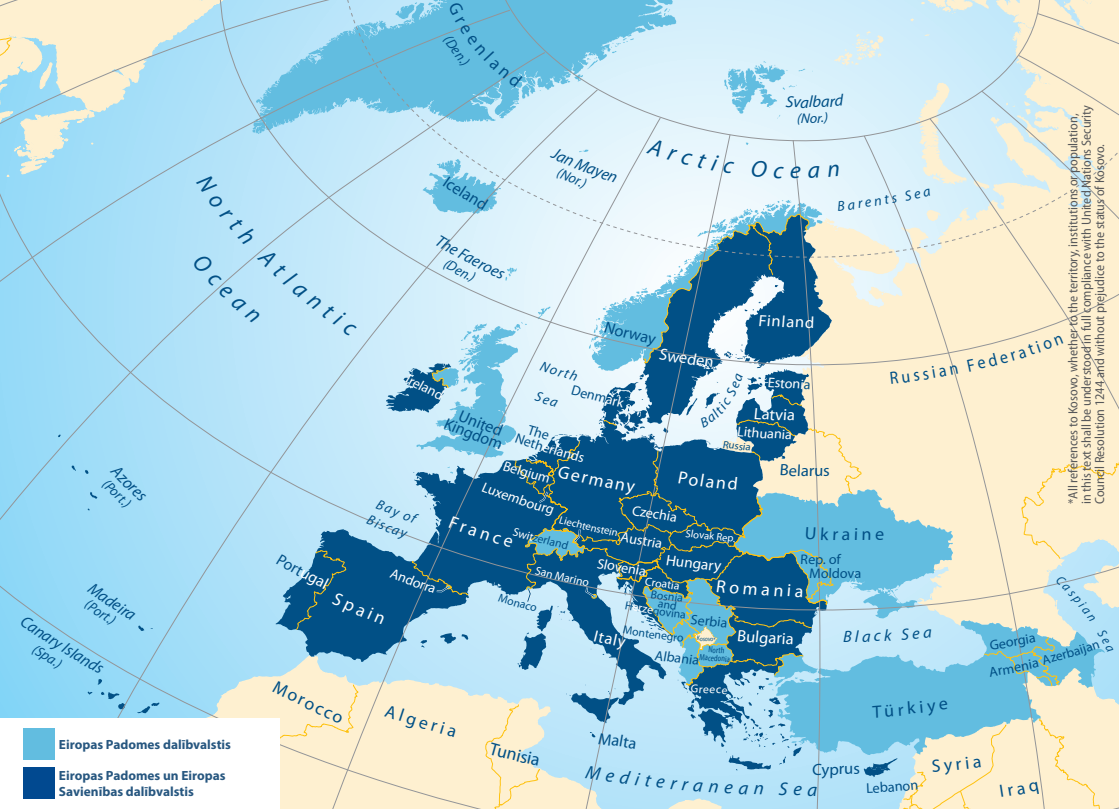 Greenland
(Den.)
Svalbard
(Nor.)
Arctic Ocean
Jan Mayen
(Nor.)
Barents Sea
Iceland
North Atlantic
Ocean
The Faeroes
(Den.)
Norway
Finland
Sweden
Russian Federation
North
Sea
Baltic Sea
Denmark
Estonia
Latvia
Lithuania
Russia
Belarus
Ireland
United
Kingdom
The
Netherlands
Belgium
Germany
Poland
Luxembourg
Czechia
Ukraine
Azores
(Port.)
Bay of
Biscay
France
Switzerland
Liechtenstein
Austria
Slovak Rep.
Rep. of
Moldova
Hungary
Slovenia
Romania
San Marino
Croatia
Bosnia
and
Herzegovina
Serbia
Portugal
Andorra
Monaco
Spain
Italy
Montenegro
Kosovo*
Bulgaria
Black Sea
Caspian Sea
Georgia
Armenia
Azerbaijan
Madeira
(Port.)
Albania
North
Macedonia
Canary Islands
(Spa.)
Greece
Türkiye
Morocco
Algeria
Tunisia
Malta
Mediterranean Sea
Cyprus
Lebanon
Syria
Iraq
*All references to Kosovo, whether to the territory, institutions or population,
in this text shall be understood in full compliance with United Nations Security
Council Resolution 1244 and without prejudice to the status of Kosovo.
Eiropas Padomes dalībvalstis
Eiropas Padomes un Eiropas
Savienības dalībvalstis